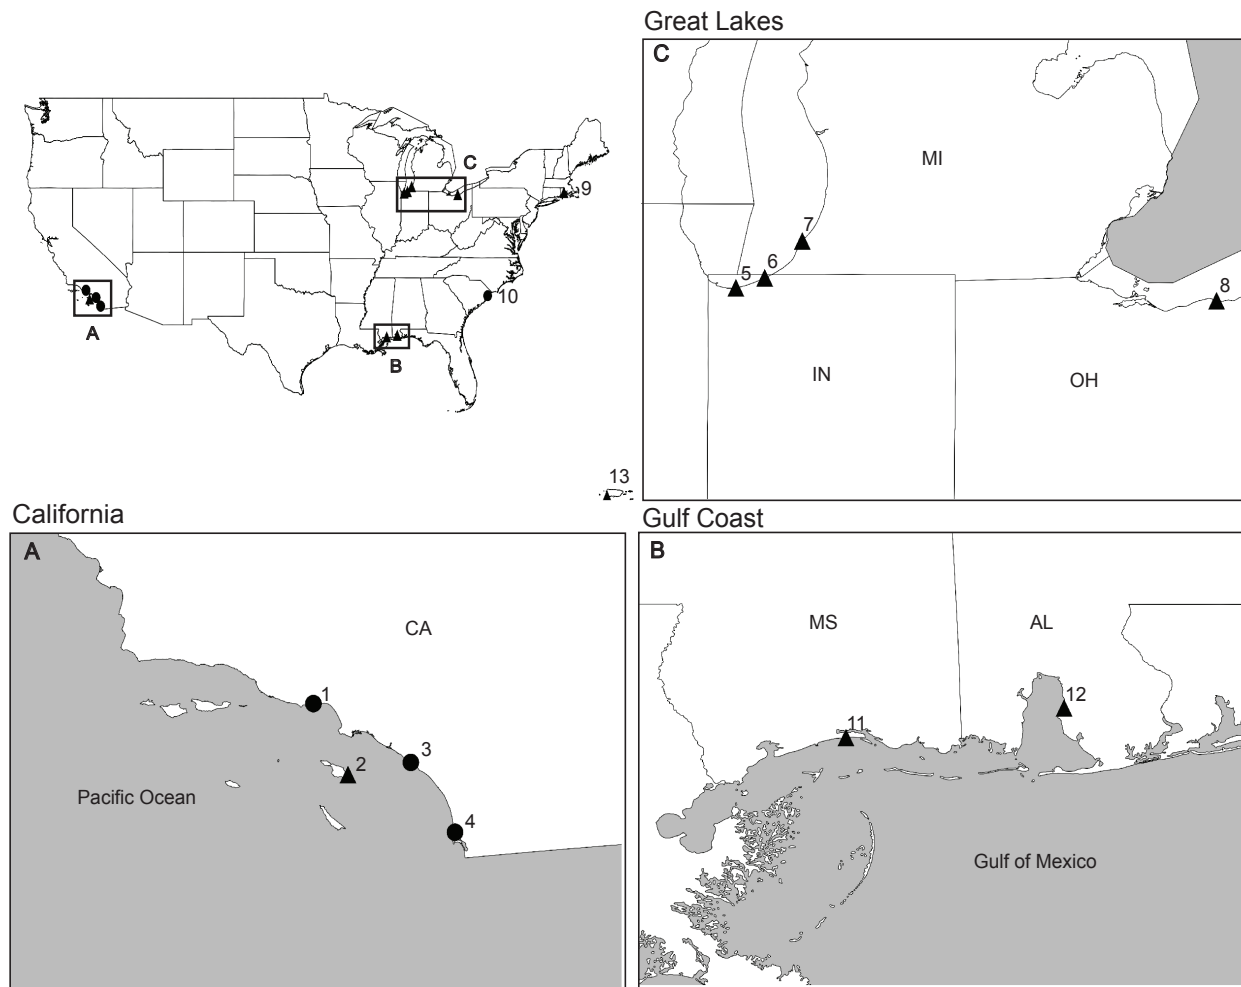 Great Lakes
C
MI
7
6
5
8
IN
OH
C
9
10
A
B
13
California
A
CA
1
2
3
4
Pacific Ocean
Gulf Coast
B
MS
AL
12
11
Gulf of Mexico